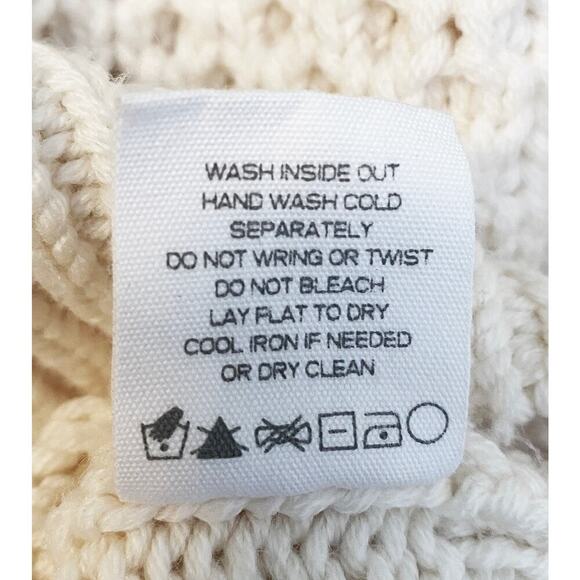 WASH INSIDE OUT
HAND WASH COLD
SEPARATELY
DO NOT WRING OR TWIST
DO NOT BLEACH
LAY FLAT TO DRY
COOL IRON IF NEEDED
OR DRY CLEAN